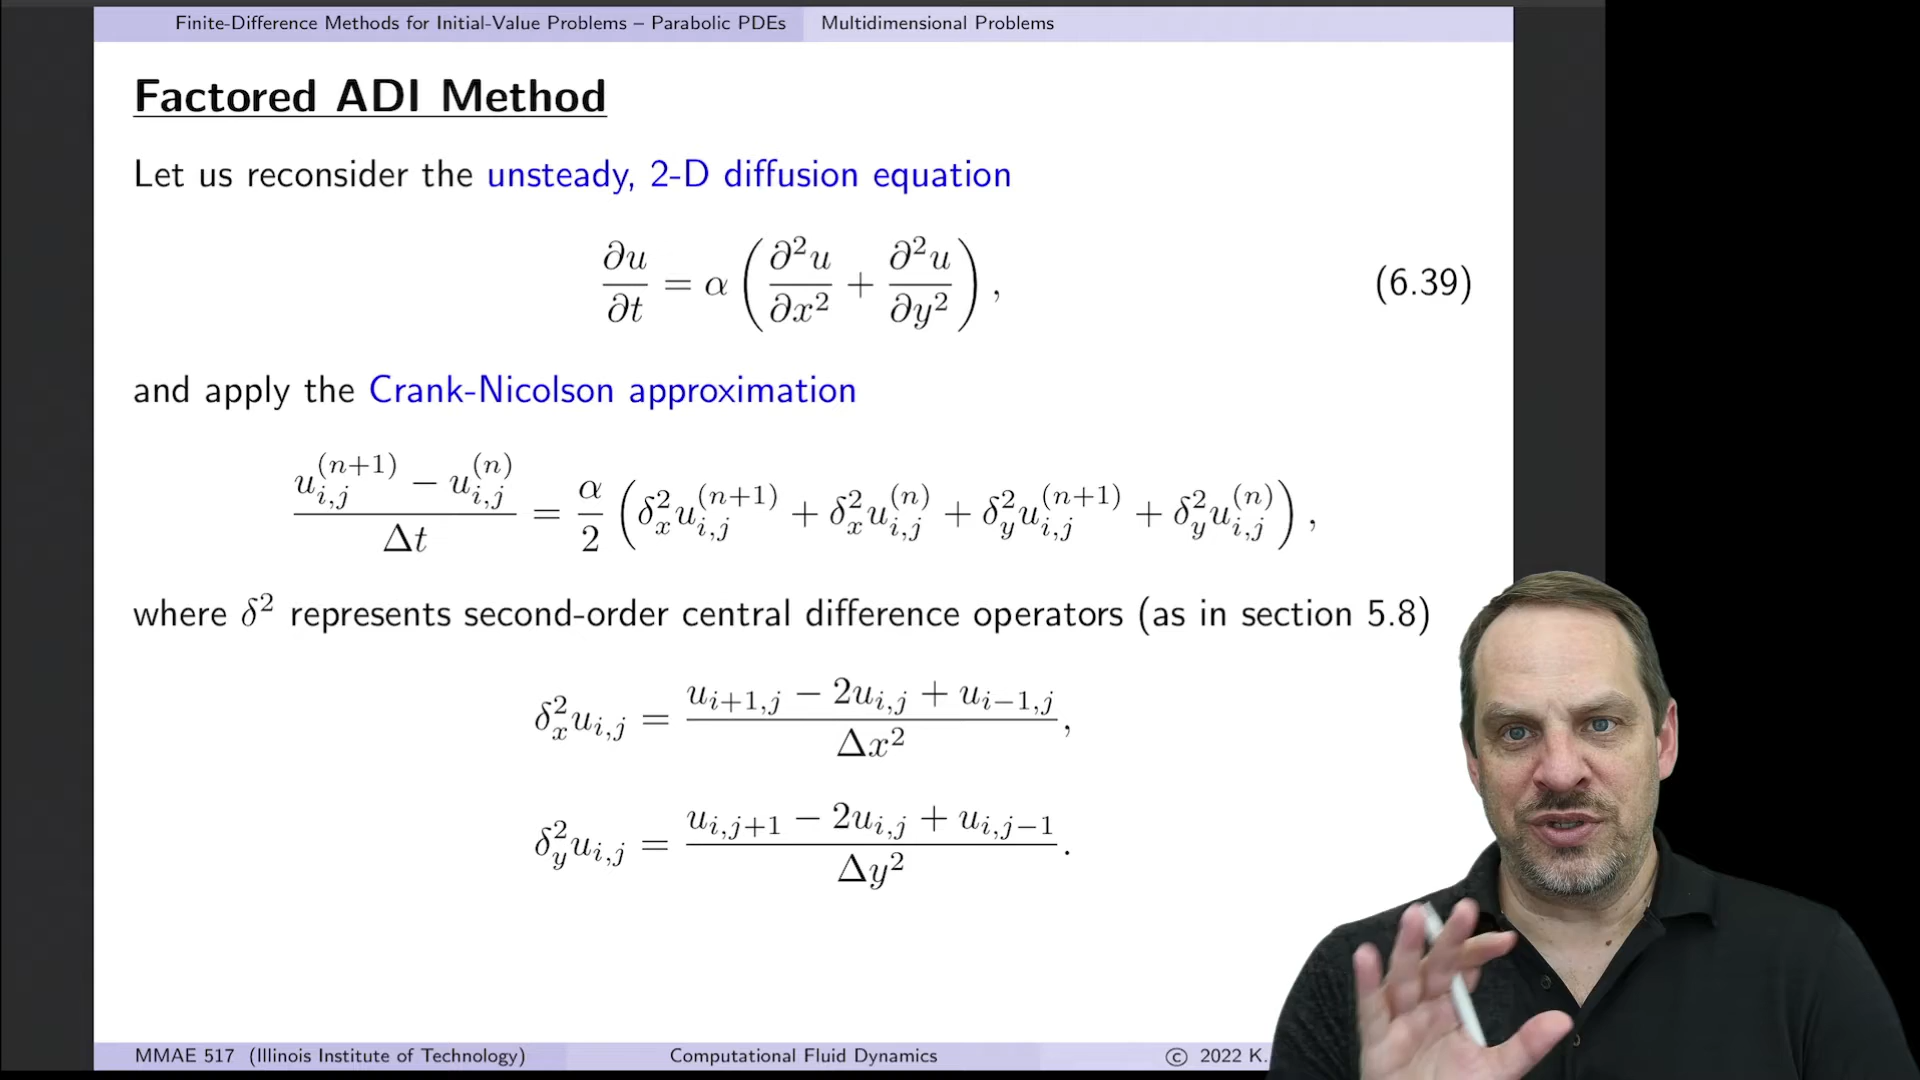 Finite-Difference Methods for Initial-Value Problems – Parabolic PDEs Multidimensional Problems
Factored ADI Method
Let us reconsider the unsteady, 2-D diffusion equation
∂u/∂t = α (∂²u/∂x² + ∂²u/∂y²), (6.39)
and apply the Crank-Nicolson approximation
(u_{i,j}^{(n+1)} − u_{i,j}^{(n)})/Δt = α/2 (δ_x² u_{i,j}^{(n+1)} + δ_x² u_{i,j}^{(n)} + δ_y² u_{i,j}^{(n+1)} + δ_y² u_{i,j}^{(n)}),
where δ² represents second-order central difference operators (as in section 5.8)
δ_x² u_{i,j} = (u_{i+1,j} − 2u_{i,j} + u_{i−1,j})/Δx²,
δ_y² u_{i,j} = (u_{i,j+1} − 2u_{i,j} + u_{i,j−1})/Δy².
MMAE 517 (Illinois Institute of Technology) Computational Fluid Dynamics © 2022 K.